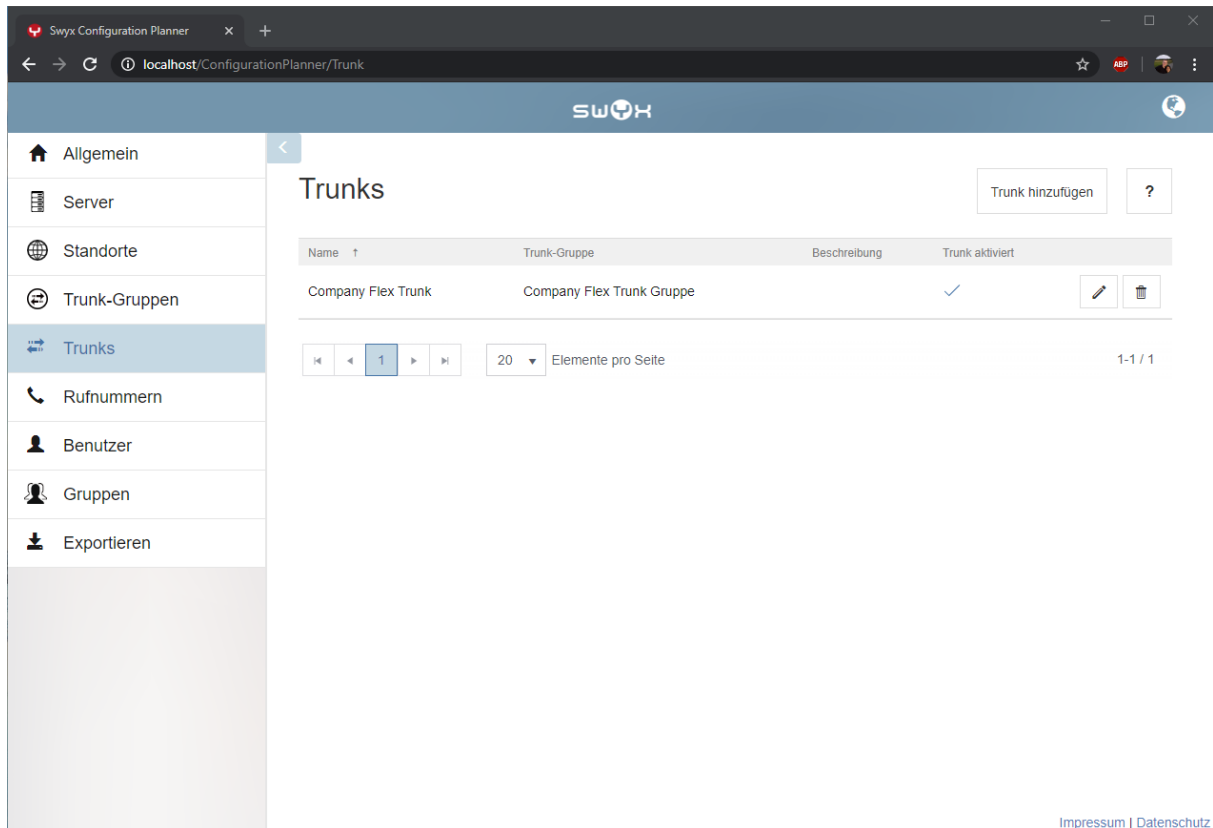 Swyx Configuration Planner
localhost/ConfigurationPlanner/Trunk
ABP
swyx
Allgemein
Server
Standorte
Trunk-Gruppen
Trunks
Rufnummern
Benutzer
Gruppen
Exportieren
Trunks
Trunk hinzufügen
?
Name ↑ Trunk-Gruppe Beschreibung Trunk aktiviert
Company Flex Trunk Company Flex Trunk Gruppe
1 20 Elemente pro Seite 1-1 / 1
Impressum | Datenschutz